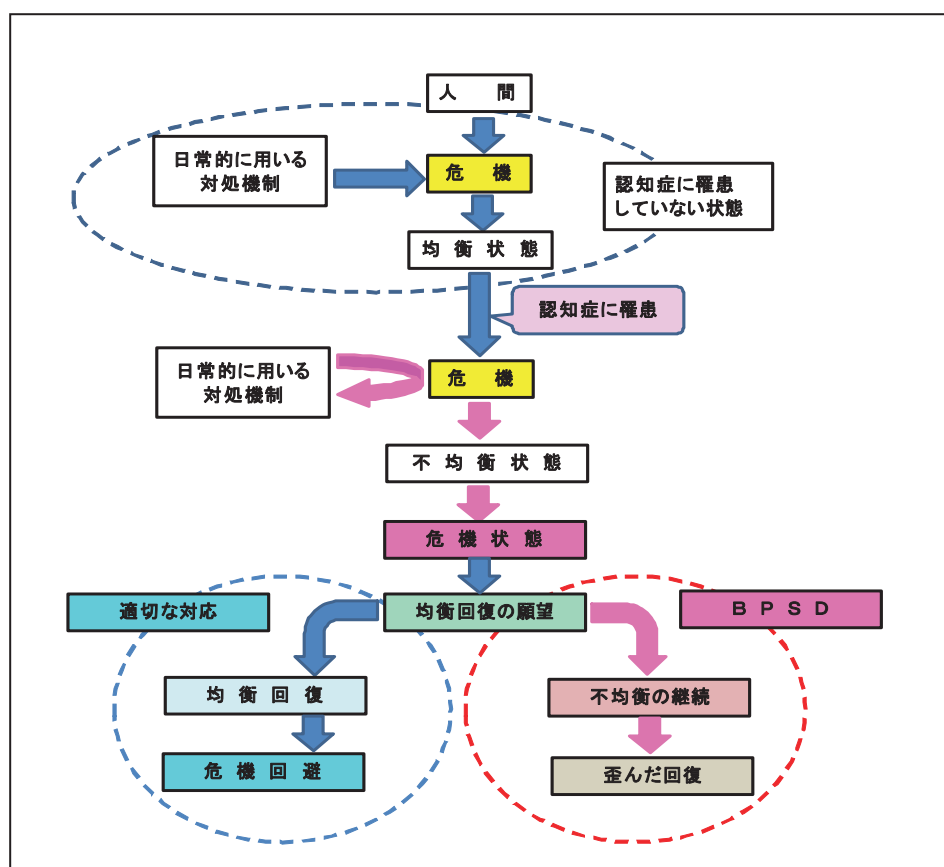 人　間
日常的に用いる
対処機制
危　機
認知症に罹患
していない状態
均 衡 状 態
認知症に罹患
日常的に用いる
対処機制
危　機
不 均 衡 状 態
危 機 状 態
適切な対応
均衡回復の願望
Ｂ Ｐ Ｓ Ｄ
均 衡 回 復
不均衡の継続
危 機 回 避
歪んだ回復